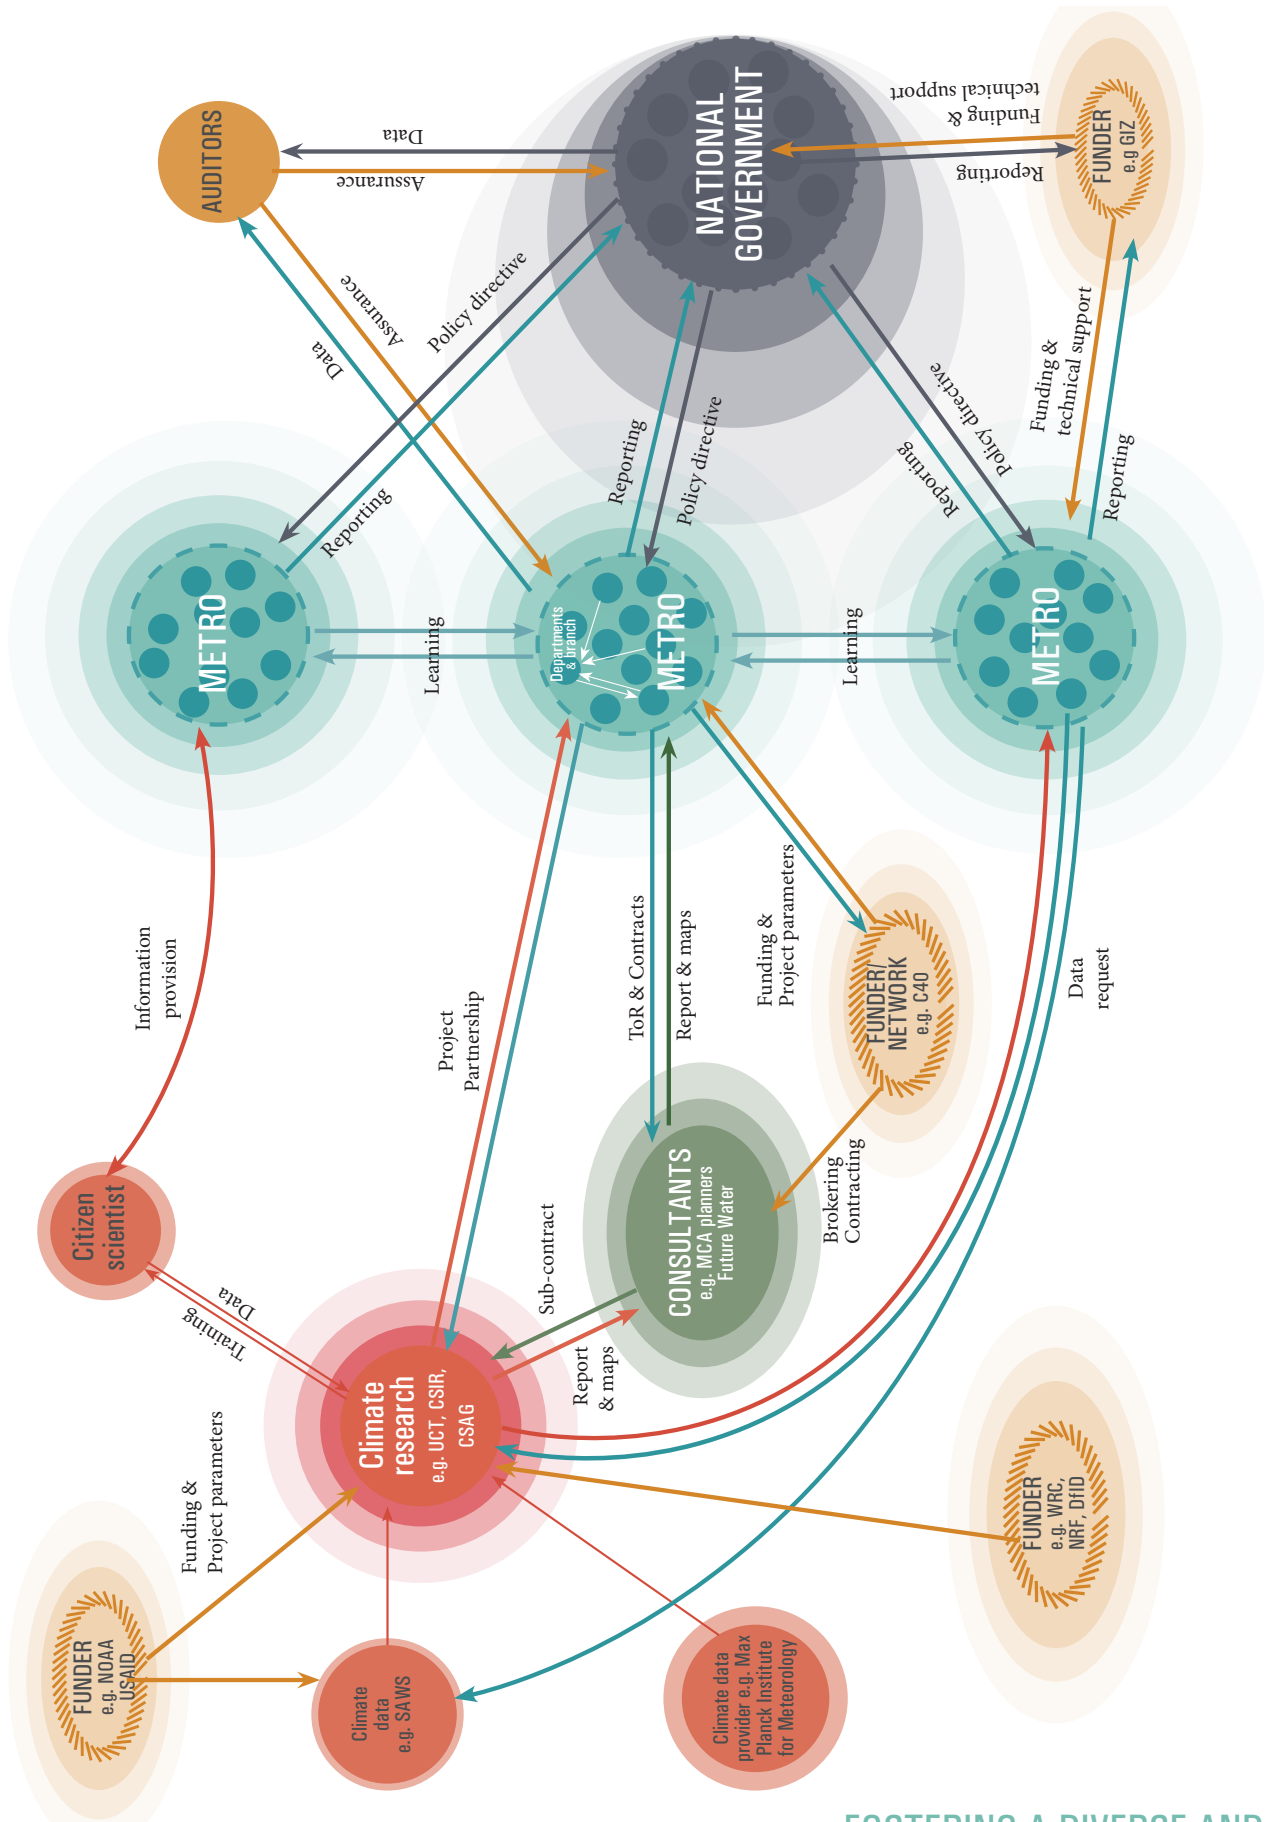 FUNDER
e.g. NOAA
USAID
Funding &
Project parameters
Climate
data
e.g. SAWS
Climate data
provider e.g. Max
Planck Institute
for Meteorology
FUNDER
e.g. WRC,
NRF, DfID
Climate
research
e.g. UCT, CSIR,
CSAG
Training
Data
Citizen
scientist
Information
provision
Project
Partnership
Sub-contract
Report
& maps
CONSULTANTS
e.g. MCA planners
Future Water
Brokering
Contracting
ToR & Contracts
Report & maps
Funding &
Project parameters
FUNDER/
NETWORK
e.g. C40
Data
request
METRO
Learning
Departments
& branch
METRO
Learning
METRO
Reporting
Policy directive
Data
Assurance
Reporting
Policy directive
Reporting
Policy directive
Funding &
technical support
Reporting
AUDITORS
Assurance
Data
NATIONAL
GOVERNMENT
Funding &
technical support
Reporting
FUNDER
e.g GIZ
FOSTERING A DIVERSE AND